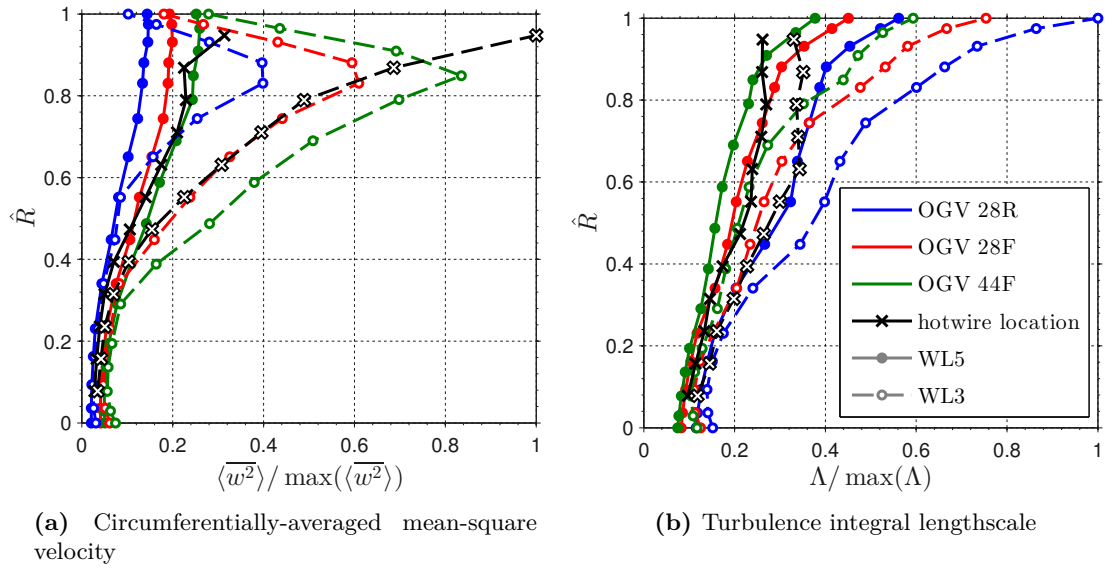 1
0.8
0.6
0.4
0.2
0
R̂
0 0.2 0.4 0.6 0.8 1
⟨w̅²⟩/ max(⟨w̅²⟩)
(a) Circumferentially-averaged mean-square
velocity
1
0.8
0.6
0.4
0.2
0
R̂
0 0.2 0.4 0.6 0.8 1
Λ/ max(Λ)
OGV 28R
OGV 28F
OGV 44F
hotwire location
WL5
WL3
(b) Turbulence integral lengthscale